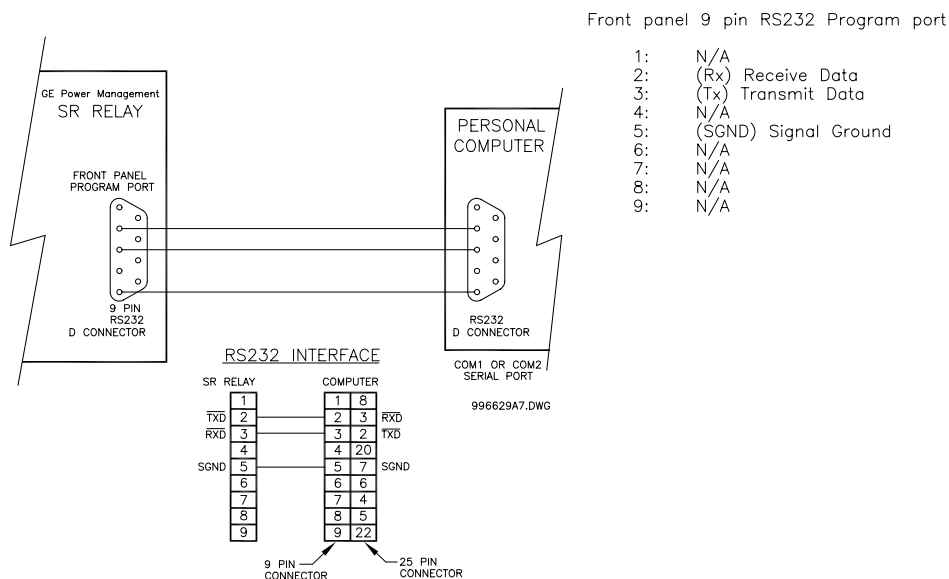 Front panel 9 pin RS232 Program port
1: N/A
2: (Rx) Receive Data
3: (Tx) Transmit Data
4: N/A
5: (SGND) Signal Ground
6: N/A
7: N/A
8: N/A
9: N/A
GE Power Management
SR RELAY
FRONT PANEL
PROGRAM PORT
9 PIN
RS232
D CONNECTOR
PERSONAL
COMPUTER
RS232
D CONNECTOR
COM1 OR COM2
SERIAL PORT
996629A7.DWG
RS232 INTERFACE
SR RELAY COMPUTER
1 1 8
TXD 2 2 3 RXD
RXD 3 3 2 TXD
4 4 20
SGND 5 5 7 SGND
6 6 6
7 7 4
8 8 5
9 9 22
9 PIN
CONNECTOR
25 PIN
CONNECTOR